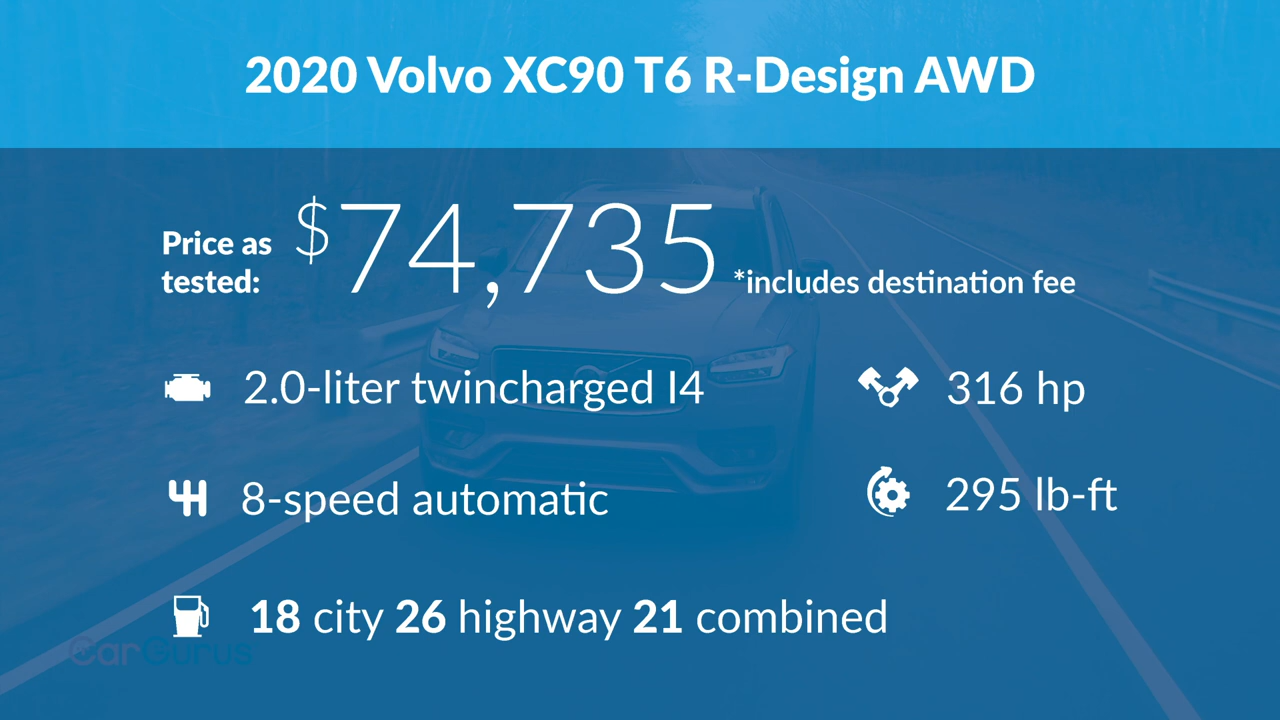 2020 Volvo XC90 T6 R-Design AWD
Price as
tested:
$74,735
*includes destination fee
2.0-liter twincharged I4
316 hp
8-speed automatic
295 lb-ft
18 city 26 highway 21 combined
CarGurus